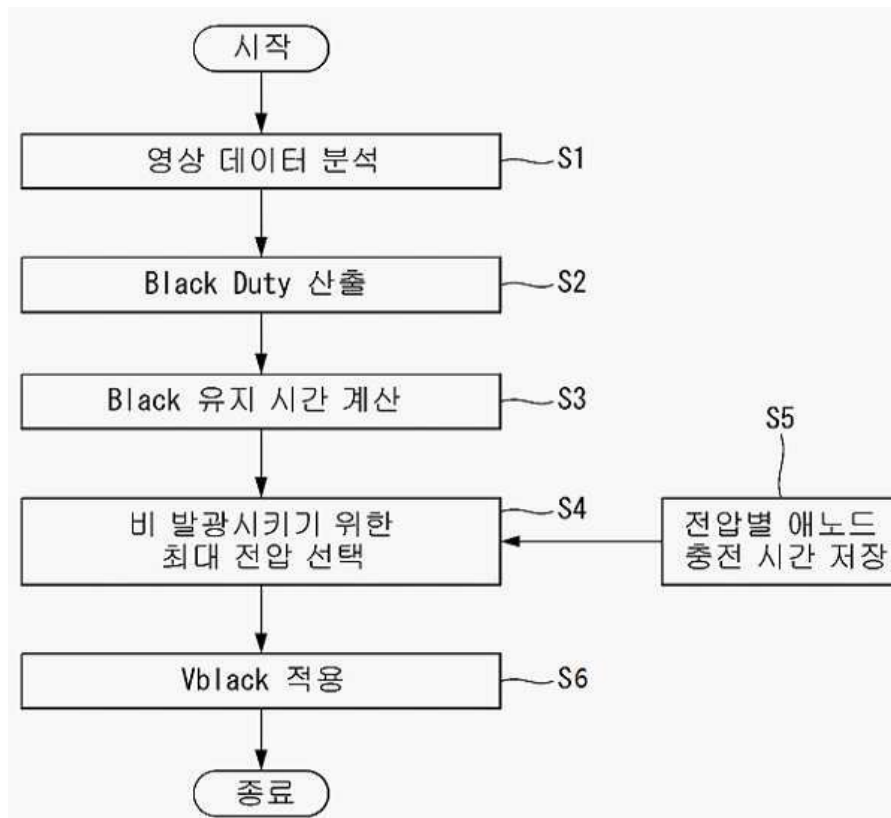 시작
영상 데이터 분석
S1
Black Duty 산출
S2
Black 유지 시간 계산
S3
비 발광시키기 위한
최대 전압 선택
S4
전압별 애노드
충전 시간 저장
S5
Vblack 적용
S6
종료